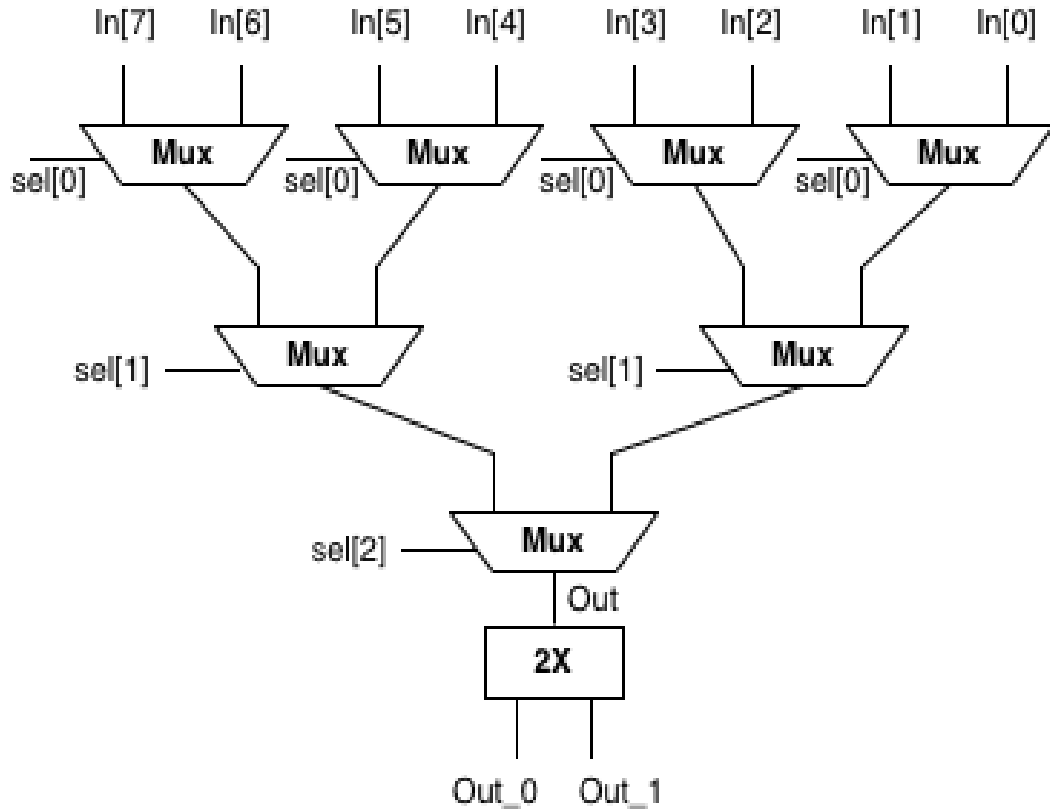 In[7] In[6] In[5] In[4] In[3] In[2] In[1] In[0]
Mux Mux Mux Mux
sel[0] sel[0] sel[0] sel[0]
Mux Mux
sel[1] sel[1]
Mux
sel[2]
Out
2X
Out_0 Out_1